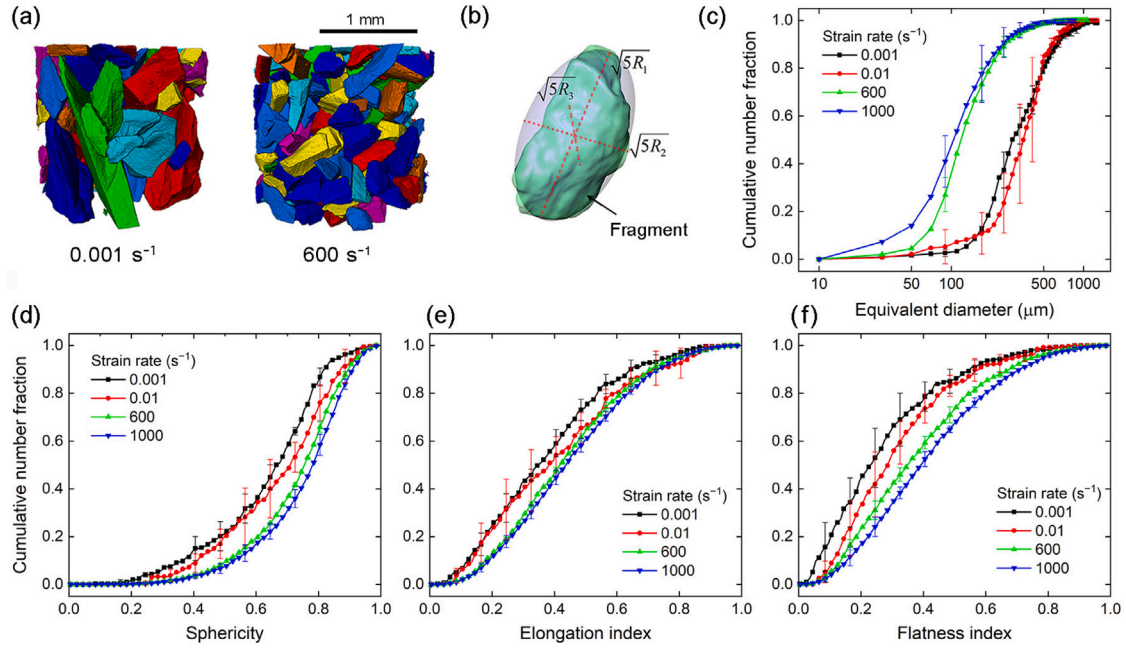 (a)
1 mm
0.001 s⁻¹
600 s⁻¹
(b)
√5R₁
√5R₃
√5R₂
Fragment
(c)
Cumulative number fraction
1.0
0.8
0.6
0.4
0.2
0.0
Strain rate (s⁻¹)
0.001
0.01
600
1000
10
50
100
500
1000
Equivalent diameter (μm)
(d)
Cumulative number fraction
1.0
0.8
0.6
0.4
0.2
0.0
Strain rate (s⁻¹)
0.001
0.01
600
1000
0.0 0.2 0.4 0.6 0.8 1.0
Sphericity
(e)
1.0
0.8
0.6
0.4
0.2
0.0
Strain rate (s⁻¹)
0.001
0.01
600
1000
0.0 0.2 0.4 0.6 0.8 1.0
Elongation index
(f)
1.0
0.8
0.6
0.4
0.2
0.0
Strain rate (s⁻¹)
0.001
0.01
600
1000
0.0 0.2 0.4 0.6 0.8 1.0
Flatness index